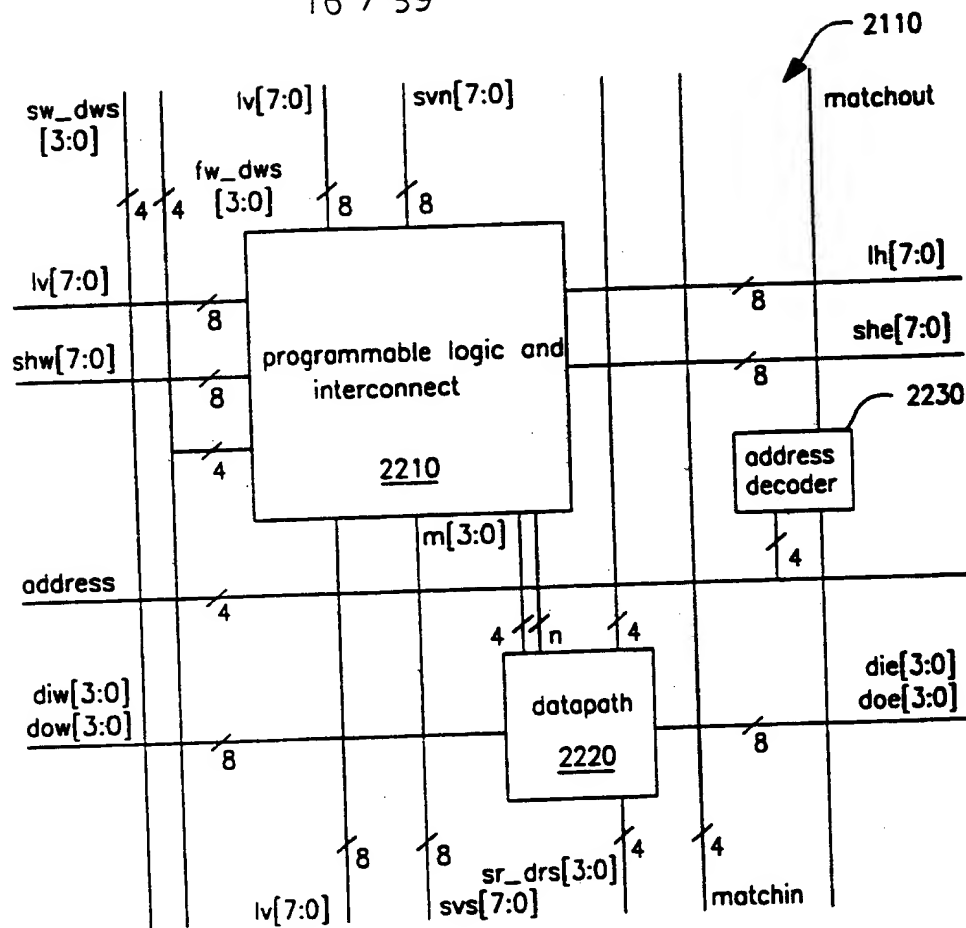 16 / 59
2110
sw_dws
[3:0]
lv[7:0]
svn[7:0]
matchout
fw_dws
[3:0]
4
4
8
8
lv[7:0]
8
lh[7:0]
8
shw[7:0]
8
she[7:0]
8
programmable logic and
interconnect
2210
4
2230
address
decoder
4
m[3:0]
address
4
4
n
4
diw[3:0]
dow[3:0]
8
datapath
2220
die[3:0]
doe[3:0]
8
8
8
4
4
lv[7:0]
svs[7:0]
sr_drs[3:0]
matchin